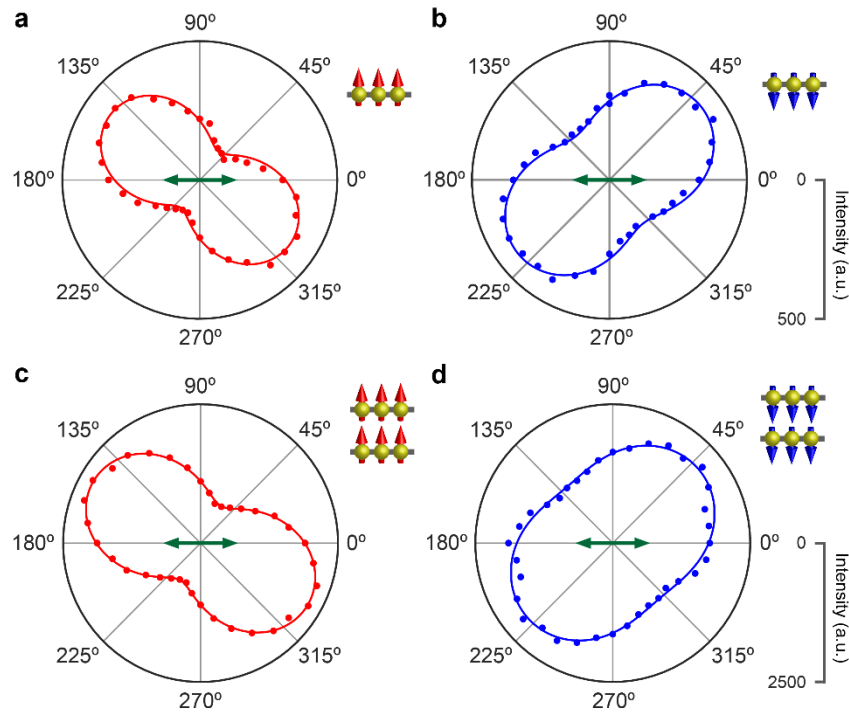 a
90º
135º
45º
180º
0º
225º
315º
270º
b
90º
135º
45º
180º
0º
225º
315º
270º
0
Intensity (a.u.)
500
c
90º
135º
45º
180º
0º
225º
315º
270º
d
90º
135º
45º
180º
0º
225º
315º
270º
0
Intensity (a.u.)
2500